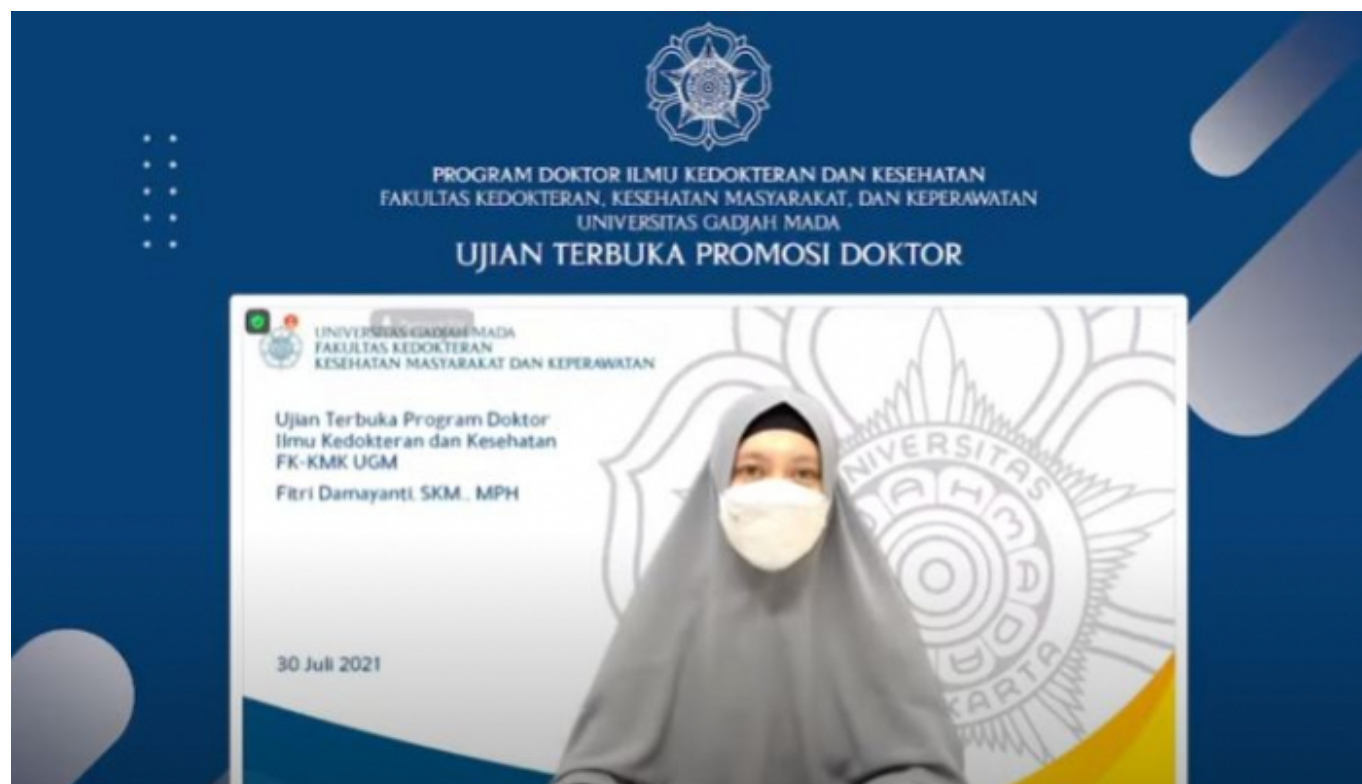 PROGRAM DOKTOR ILMU KEDOKTERAN DAN KESEHATAN
FAKULTAS KEDOKTERAN, KESEHATAN MASYARAKAT, DAN KEPERAWATAN
UNIVERSITAS GADJAH MADA
UJIAN TERBUKA PROMOSI DOKTOR
UNIVERSITAS GADJAH MADA
FAKULTAS KEDOKTERAN
KESEHATAN MASYARAKAT DAN KEPERAWATAN
Ujian Terbuka Program Doktor
Ilmu Kedokteran dan Kesehatan
FK-KMK UGM
Fitri Damayanti. SKM., MPH
30 Juli 2021
UNIVERSITAS